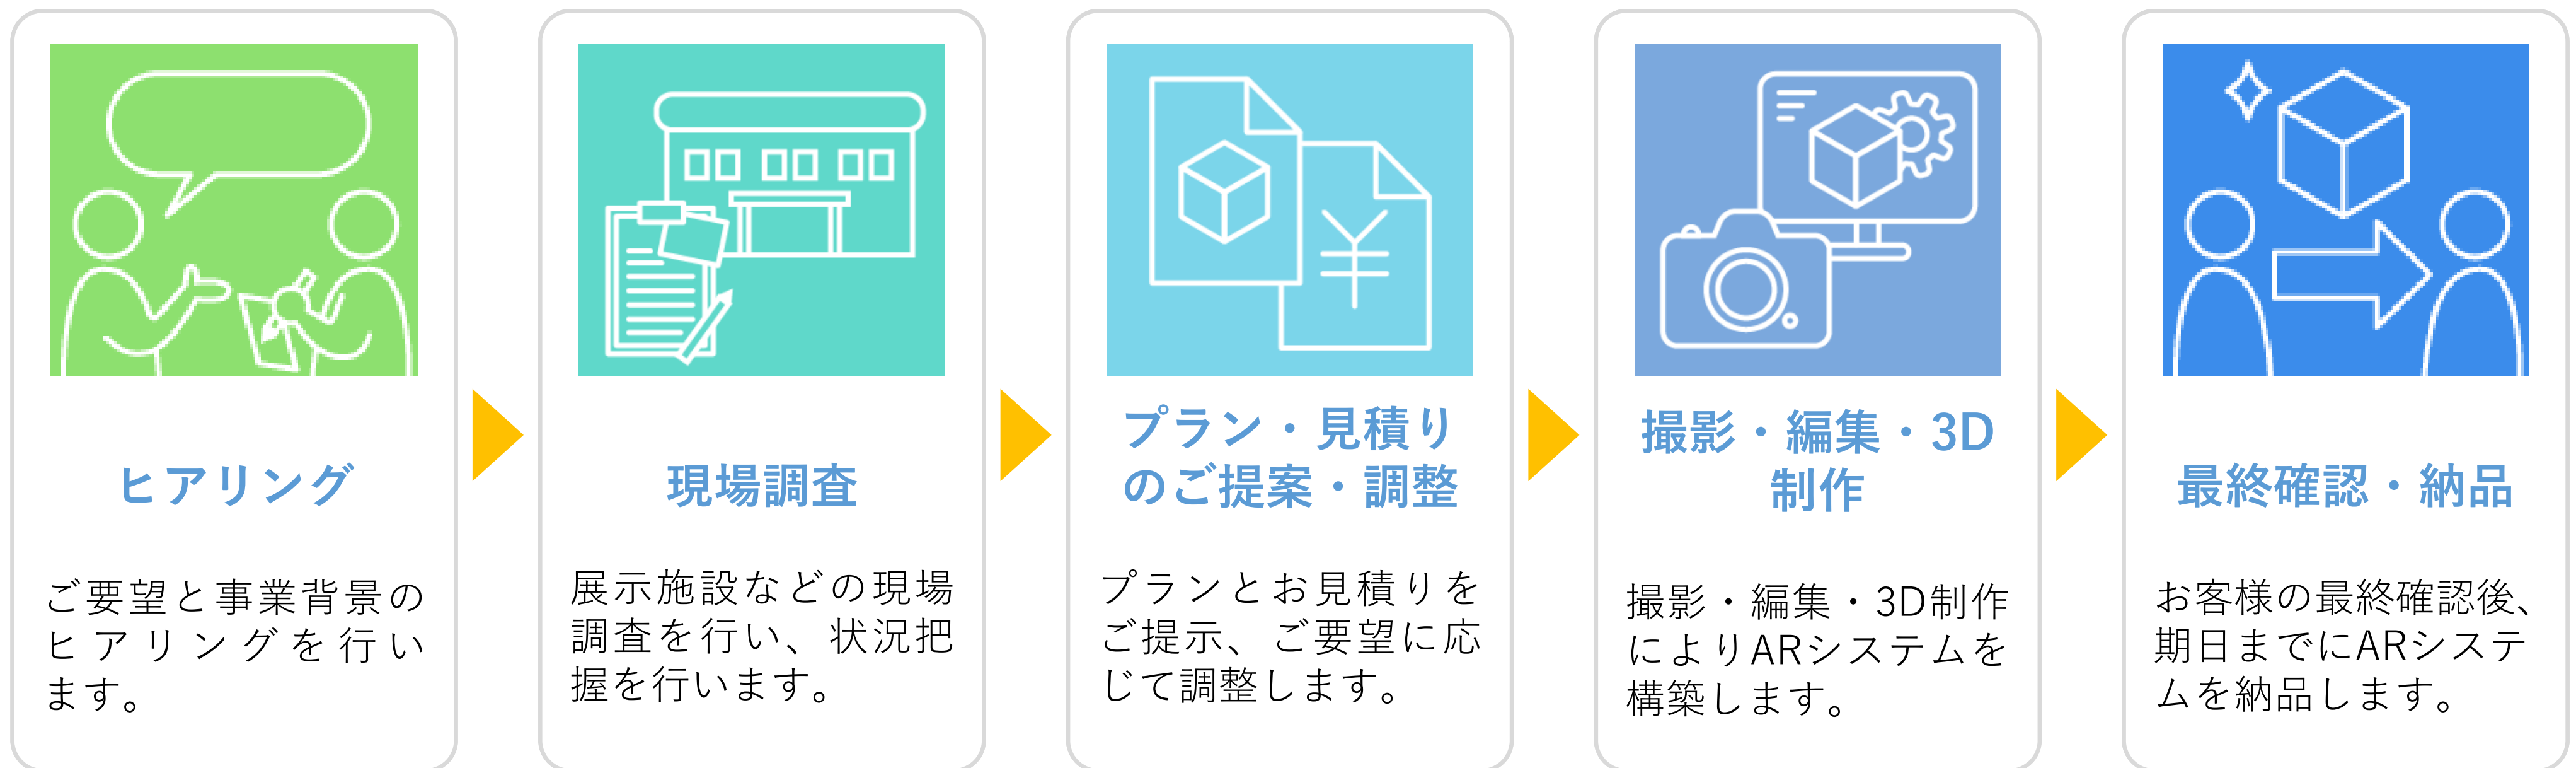 ヒアリング
ご要望と事業背景の
ヒアリングを行い
ます。
現場調査
展示施設などの現場
調査を行い、状況把
握を行います。
プラン・見積り
のご提案・調整
プランとお見積りを
ご提示、ご要望に応
じて調整します。
撮影・編集・3D
制作
撮影・編集・3D制作
によりARシステムを
構築します。
最終確認・納品
お客様の最終確認後、
期日までにARシステ
ムを納品します。